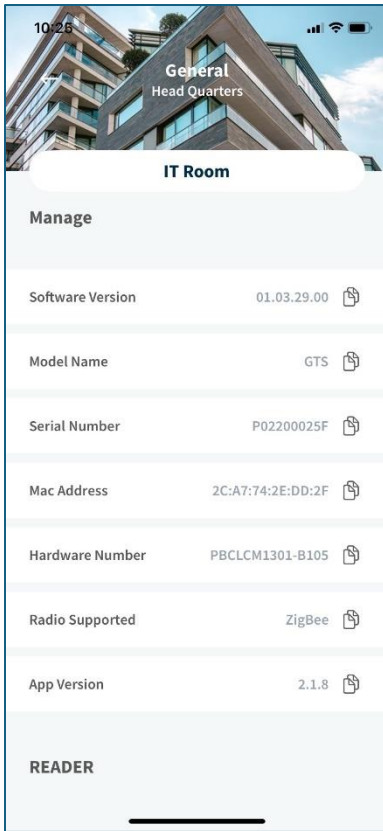 10:26
General
Head Quarters
IT Room
Manage
Software Version 01.03.29.00
Model Name GTS
Serial Number P02200025F
Mac Address 2C:A7:74:2E:DD:2F
Hardware Number PBCLCM1301-B105
Radio Supported ZigBee
App Version 2.1.8
READER